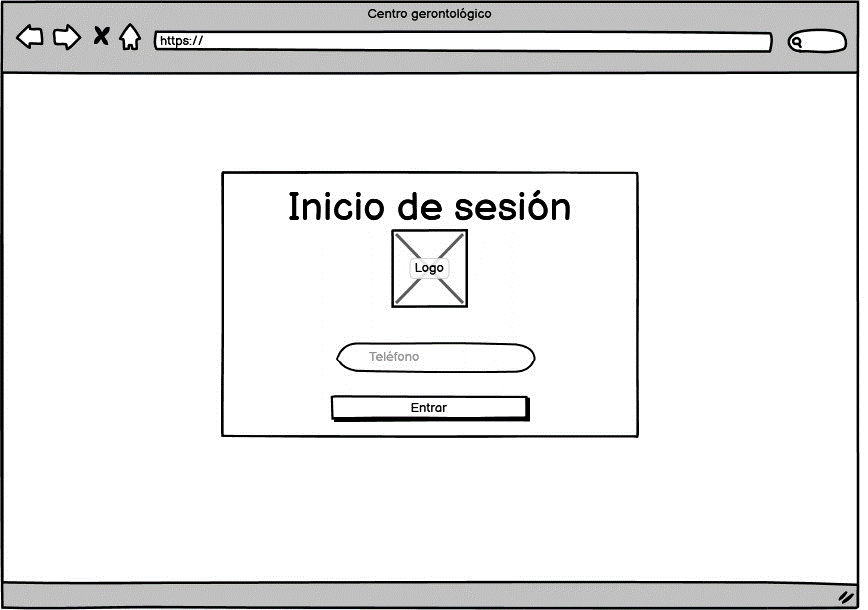 Centro gerontológico
https://
Inicio de sesión
Logo
Teléfono
Entrar